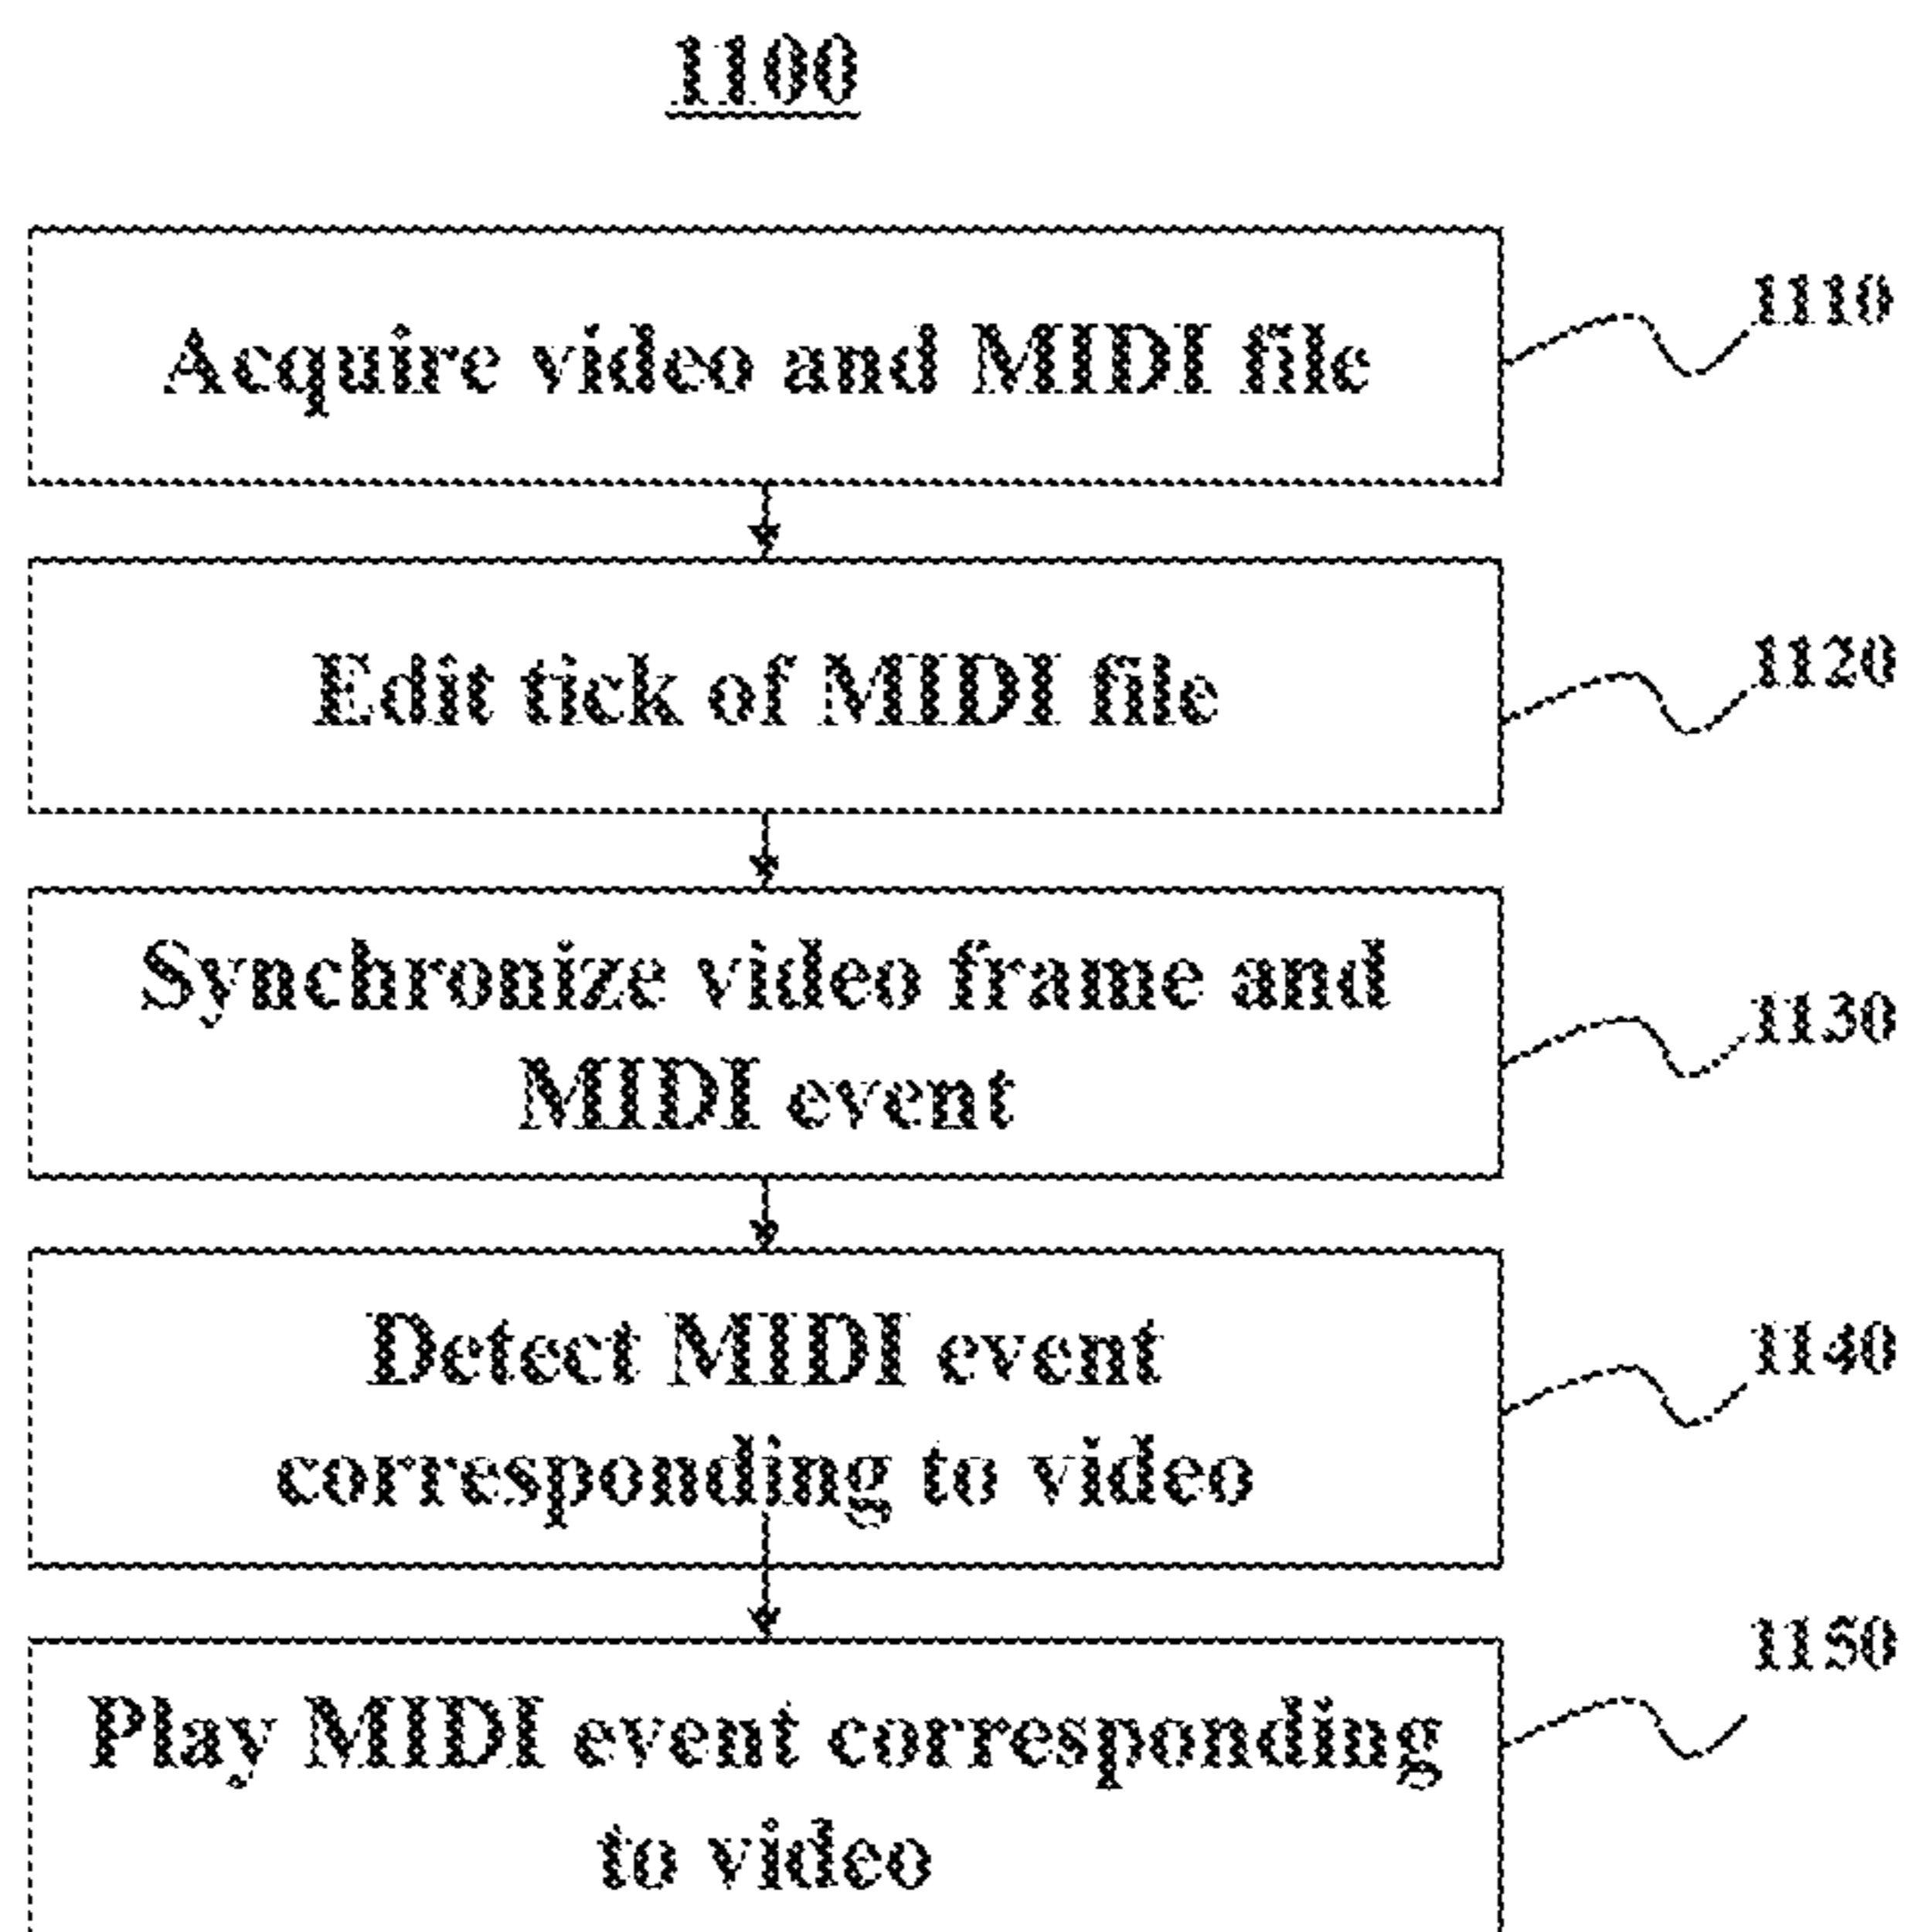 1100
Acquire video and MIDI file
1110
Edit tick of MIDI file
1120
Synchronize video frame and
MIDI event
1130
Detect MIDI event
corresponding to video
1140
Play MIDI event corresponding
to video
1150